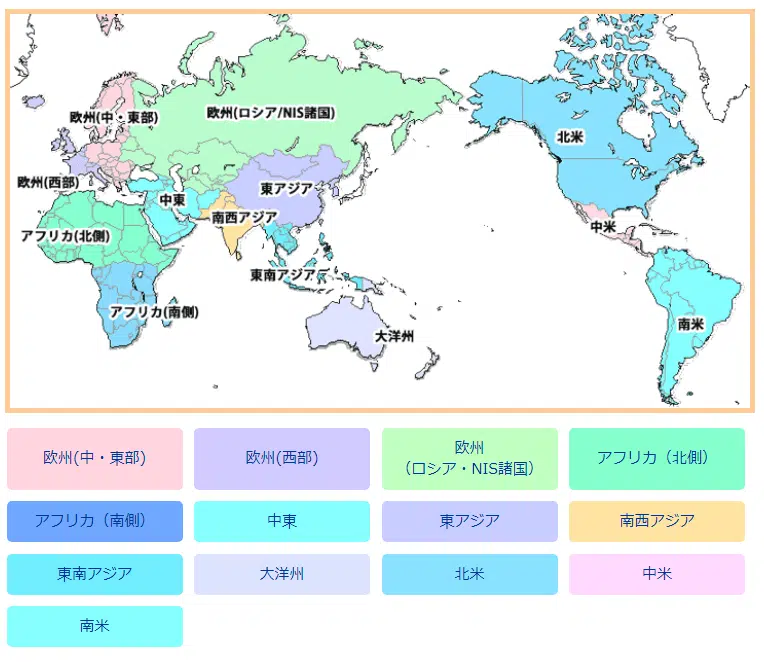 欧州(中・東部)
欧州(ロシア/NIS諸国)
北米
欧州(西部)
東アジア
中東
南西アジア
中米
アフリカ(北側)
東南アジア
アフリカ(南側)
南米
大洋州
欧州(中・東部)
欧州(西部)
欧州
（ロシア・NIS諸国）
アフリカ（北側）
アフリカ（南側）
中東
東アジア
南西アジア
東南アジア
大洋州
北米
中米
南米